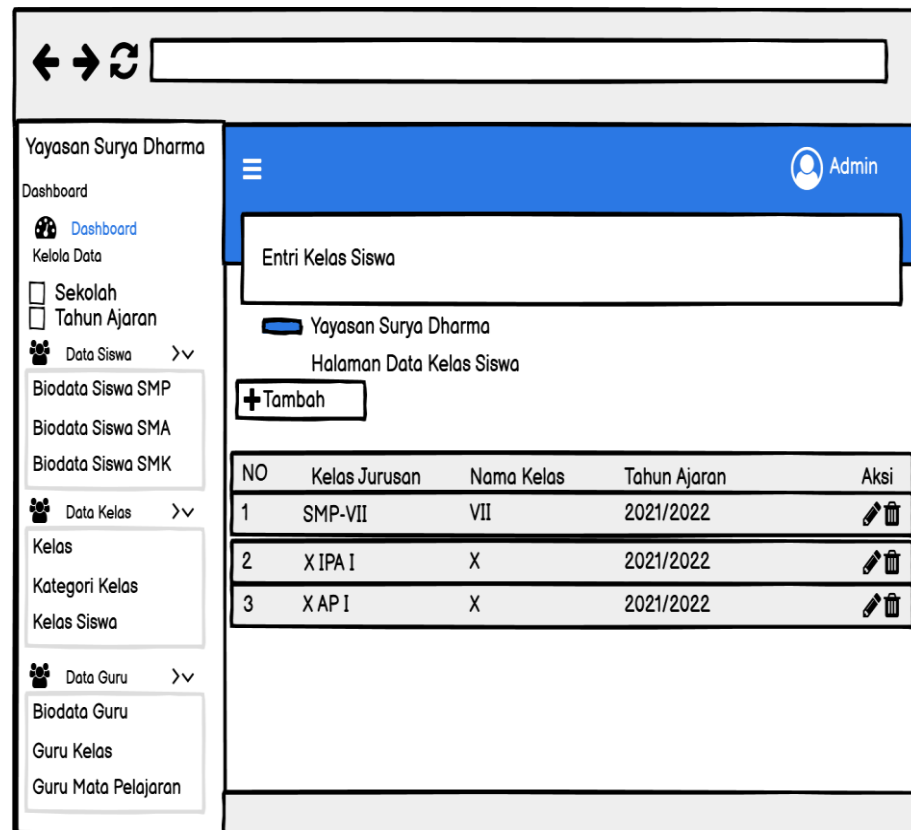 Yayasan Surya Dharma
Dashboard
Dashboard
Kelola Data
Sekolah
Tahun Ajaran
Data Siswa
Biodata Siswa SMP
Biodata Siswa SMA
Biodata Siswa SMK
Data Kelas
Kelas
Kategori Kelas
Kelas Siswa
Data Guru
Biodata Guru
Guru Kelas
Guru Mata Pelajaran
Admin
Entri Kelas Siswa
Yayasan Surya Dharma
Halaman Data Kelas Siswa
+Tambah
NO Kelas Jurusan Nama Kelas Tahun Ajaran Aksi
1 SMP-VII VII 2021/2022
2 X IPA I X 2021/2022
3 X AP I X 2021/2022